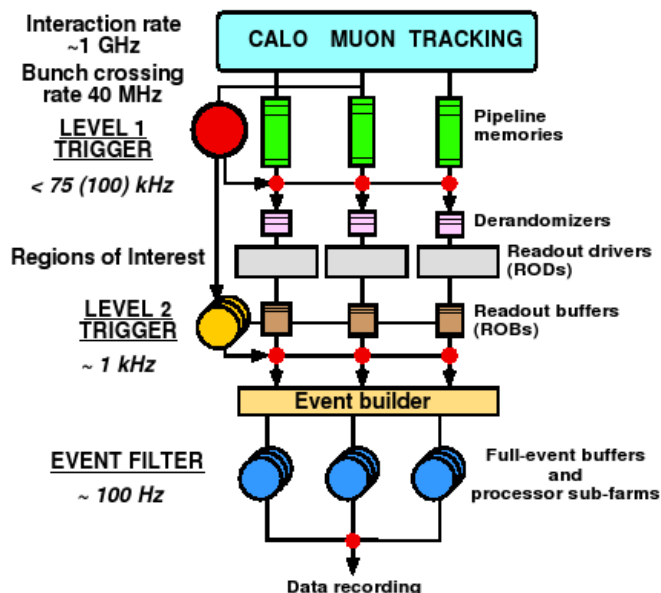 Interaction rate
~1 GHz
CALO MUON TRACKING
Bunch crossing
rate 40 MHz
LEVEL 1
TRIGGER
< 75 (100) kHz
Pipeline
memories
Derandomizers
Regions of Interest
Readout drivers
(RODs)
LEVEL 2
TRIGGER
~ 1 kHz
Readout buffers
(ROBs)
Event builder
EVENT FILTER
~ 100 Hz
Full-event buffers
and
processor sub-farms
Data recording